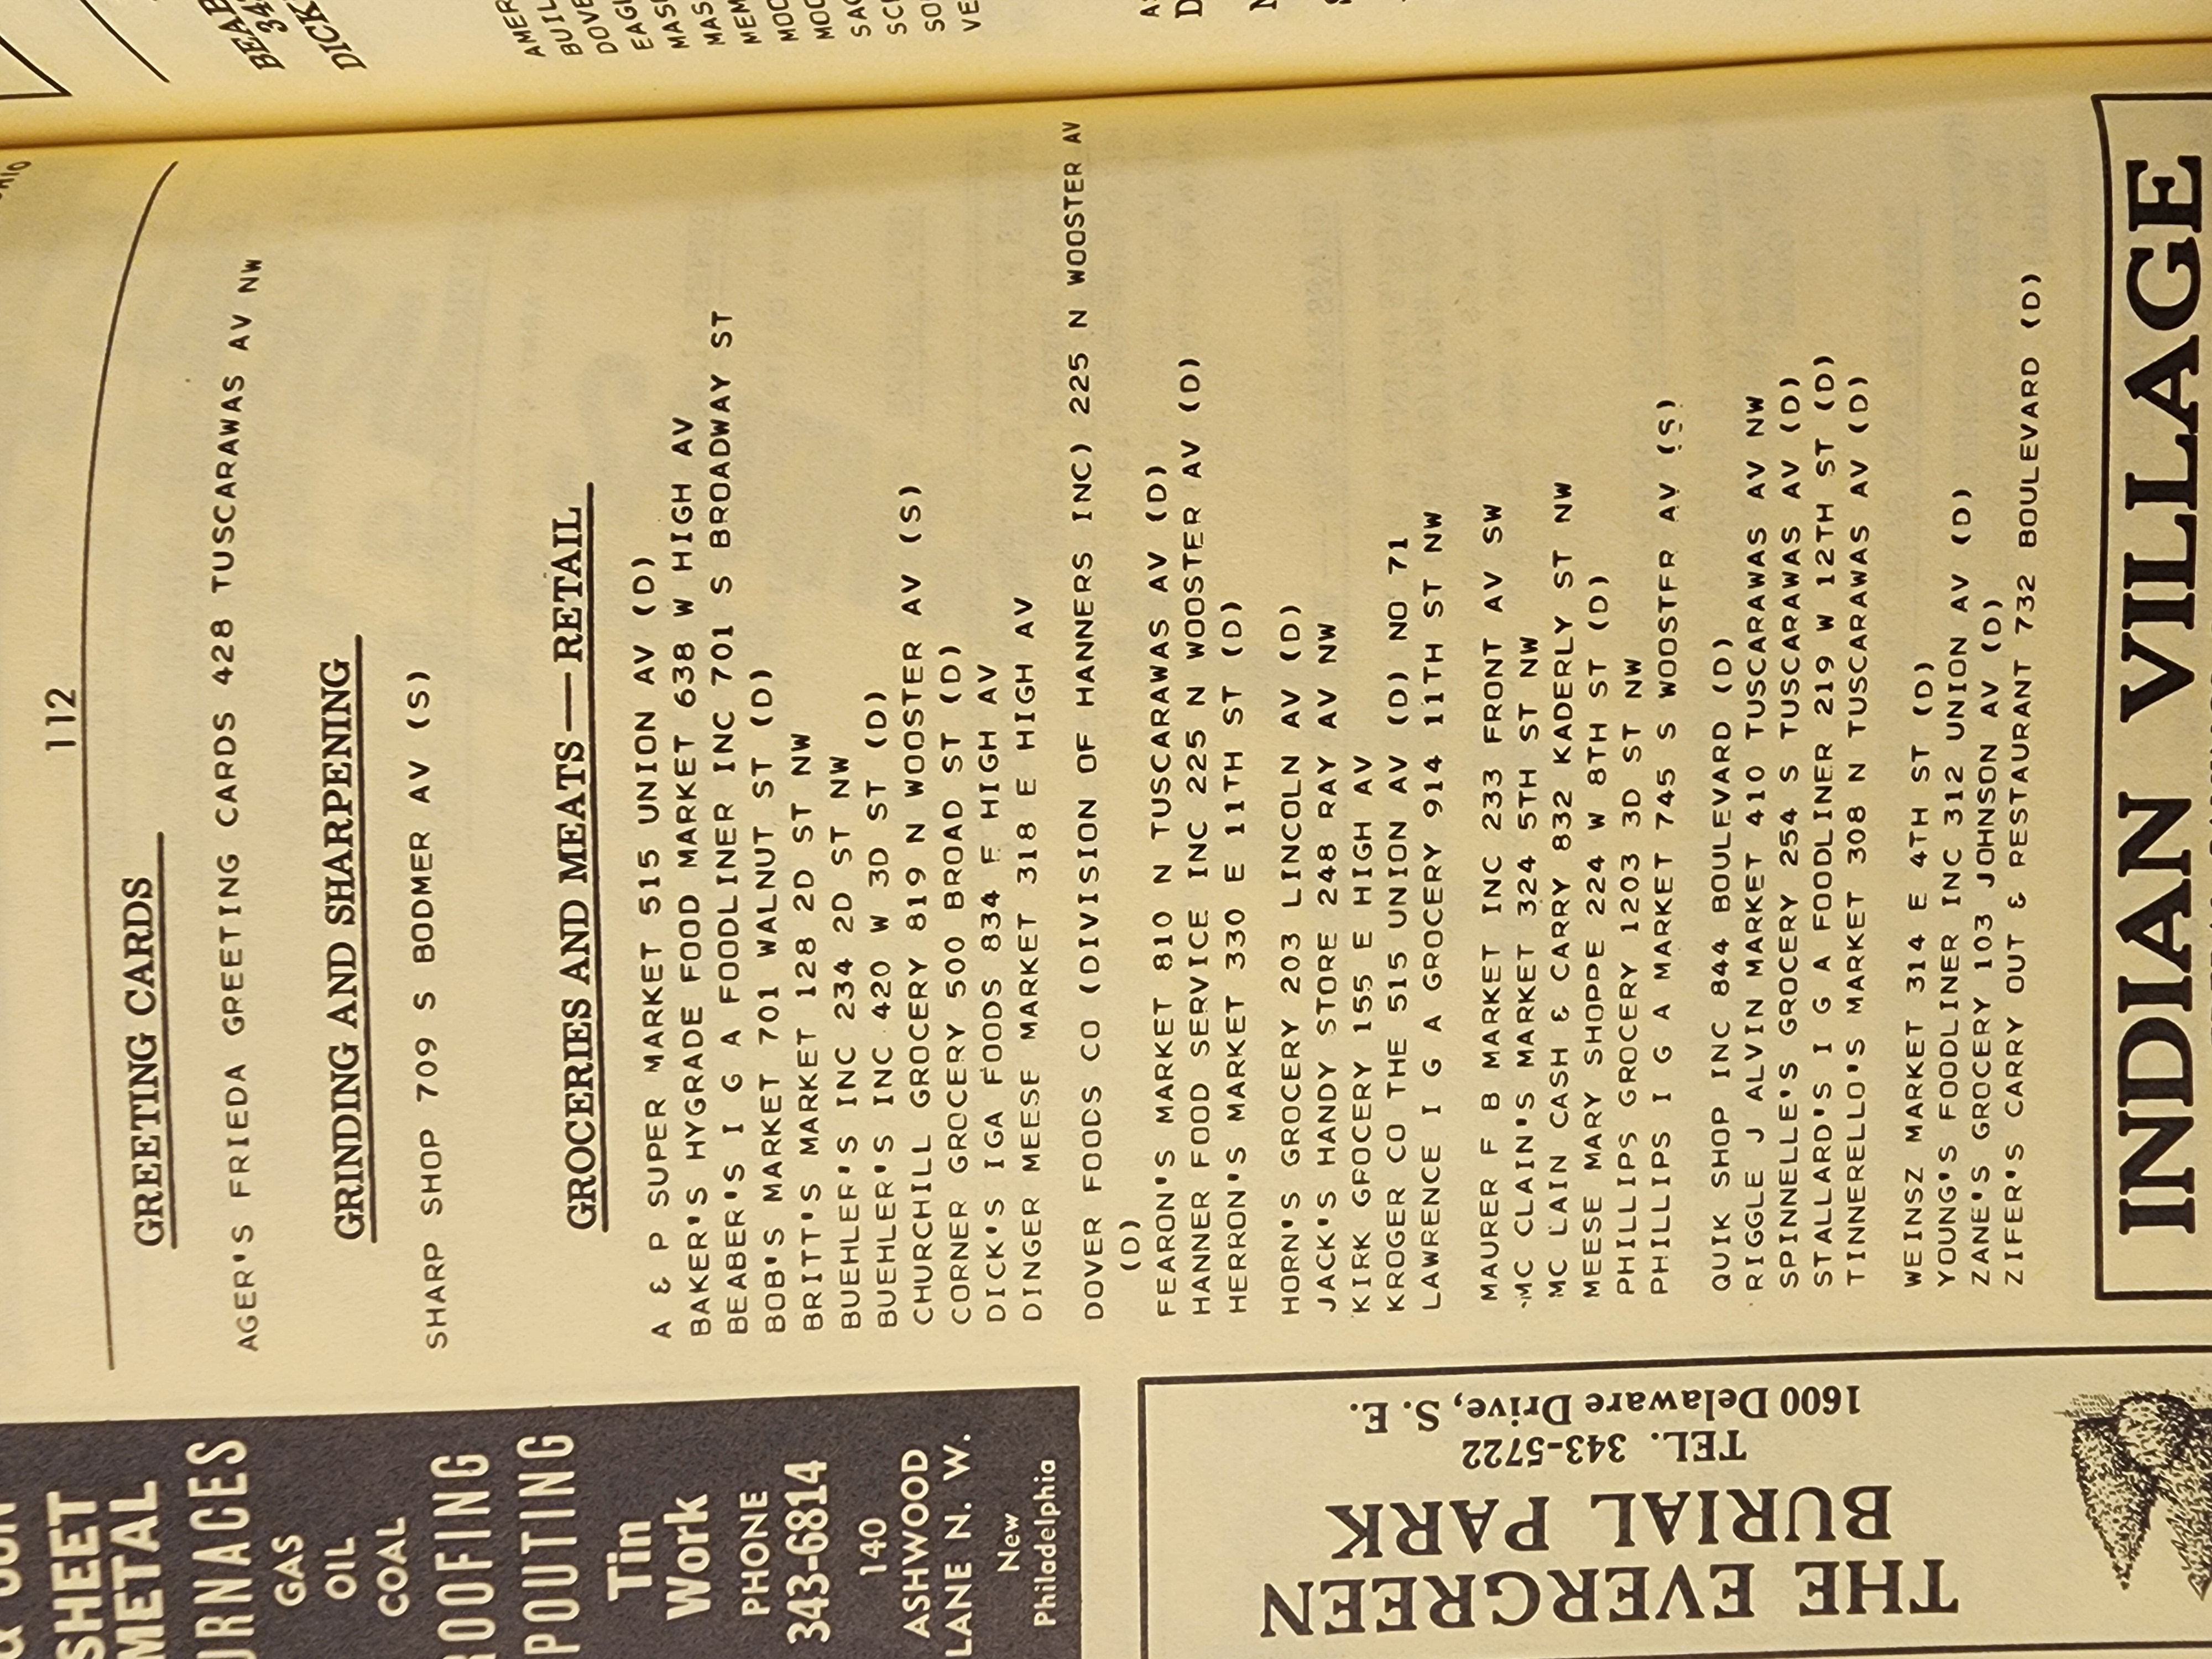 112
GREETING CARDS
AGER'S FRIEDA GREETING CARDS 428 TUSCARAWAS AV NW
GRINDING AND SHARPENING
SHARP SHOP 709 S BODMER AV (S)
GROCERIES AND MEATS—RETAIL
A & P SUPER MARKET 515 UNION AV (D)
BAKER'S HYGRADE FOOD MARKET 638 W HIGH AV
BEABER'S I G A FOODLINER INC 701 S BROADWAY ST
BOB'S MARKET 701 WALNUT ST (D)
BRITT'S MARKET 128 2D ST NW
BUEHLER'S INC 234 2D ST NW
BUEHLER'S INC 420 W 3D ST (D)
CHURCHILL GROCERY 819 N WOOSTER AV (S)
CORNER GROCERY 500 BROAD ST (D)
DICK'S IGA FOODS 834 E HIGH AV
DINGER MEESE MARKET 318 E HIGH AV
DOVER FOODS CO (DIVISION OF HANNERS INC) 225 N WOOSTER AV
(D)
FEARON'S MARKET 810 N TUSCARAWAS AV (D)
HANNER FOOD SERVICE INC 225 N WOOSTER AV (D)
HERRON'S MARKET 330 E 11TH ST (D)
HORN'S GROCERY 203 LINCOLN AV (D)
JACK'S HANDY STORE 248 RAY AV NW
KIRK GROCERY 155 E HIGH AV
KROGER CO THE 515 UNION AV (D) NO 71
LAWRENCE I G A GROCERY 914 11TH ST NW
MAURER F B MARKET INC 233 FRONT AV SW
MC CLAIN'S MARKET 324 5TH ST NW
MC LAIN CASH & CARRY 832 KADERLY ST NW
MEESE MARY SHOPPE 224 W 8TH ST (D)
PHILLIPS GROCERY 1203 3D ST NW
PHILLIPS I G A MARKET 745 S WOOSTER AV (S)
QUIK SHOP INC 844 BOULEVARD (D)
RIGGLE J ALVIN MARKET 410 TUSCARAWAS AV NW
SPINNELLE'S GROCERY 254 S TUSCARAWAS AV (D)
STALLARD'S I G A FOODLINER 219 W 12TH ST (D)
TINNERELLO'S MARKET 308 N TUSCARAWAS AV (D)
WEINSZ MARKET 314 E 4TH ST (D)
YOUNG'S FOODLINER INC 312 UNION AV (D)
ZANE'S GROCERY 103 JOHNSON AV (D)
ZIFER'S CARRY OUT & RESTAURANT 732 BOULEVARD (D)
INDIAN VILLAGE
SHEET
METAL
GAS
OIL
COAL
Tin
Work
PHONE
343-6814
140
ASHWOOD
LANE N. W.
New
Philadelphia
THE EVERGREEN
BURIAL PARK
TEL. 343-5722
1600 Delaware Drive, S. E.